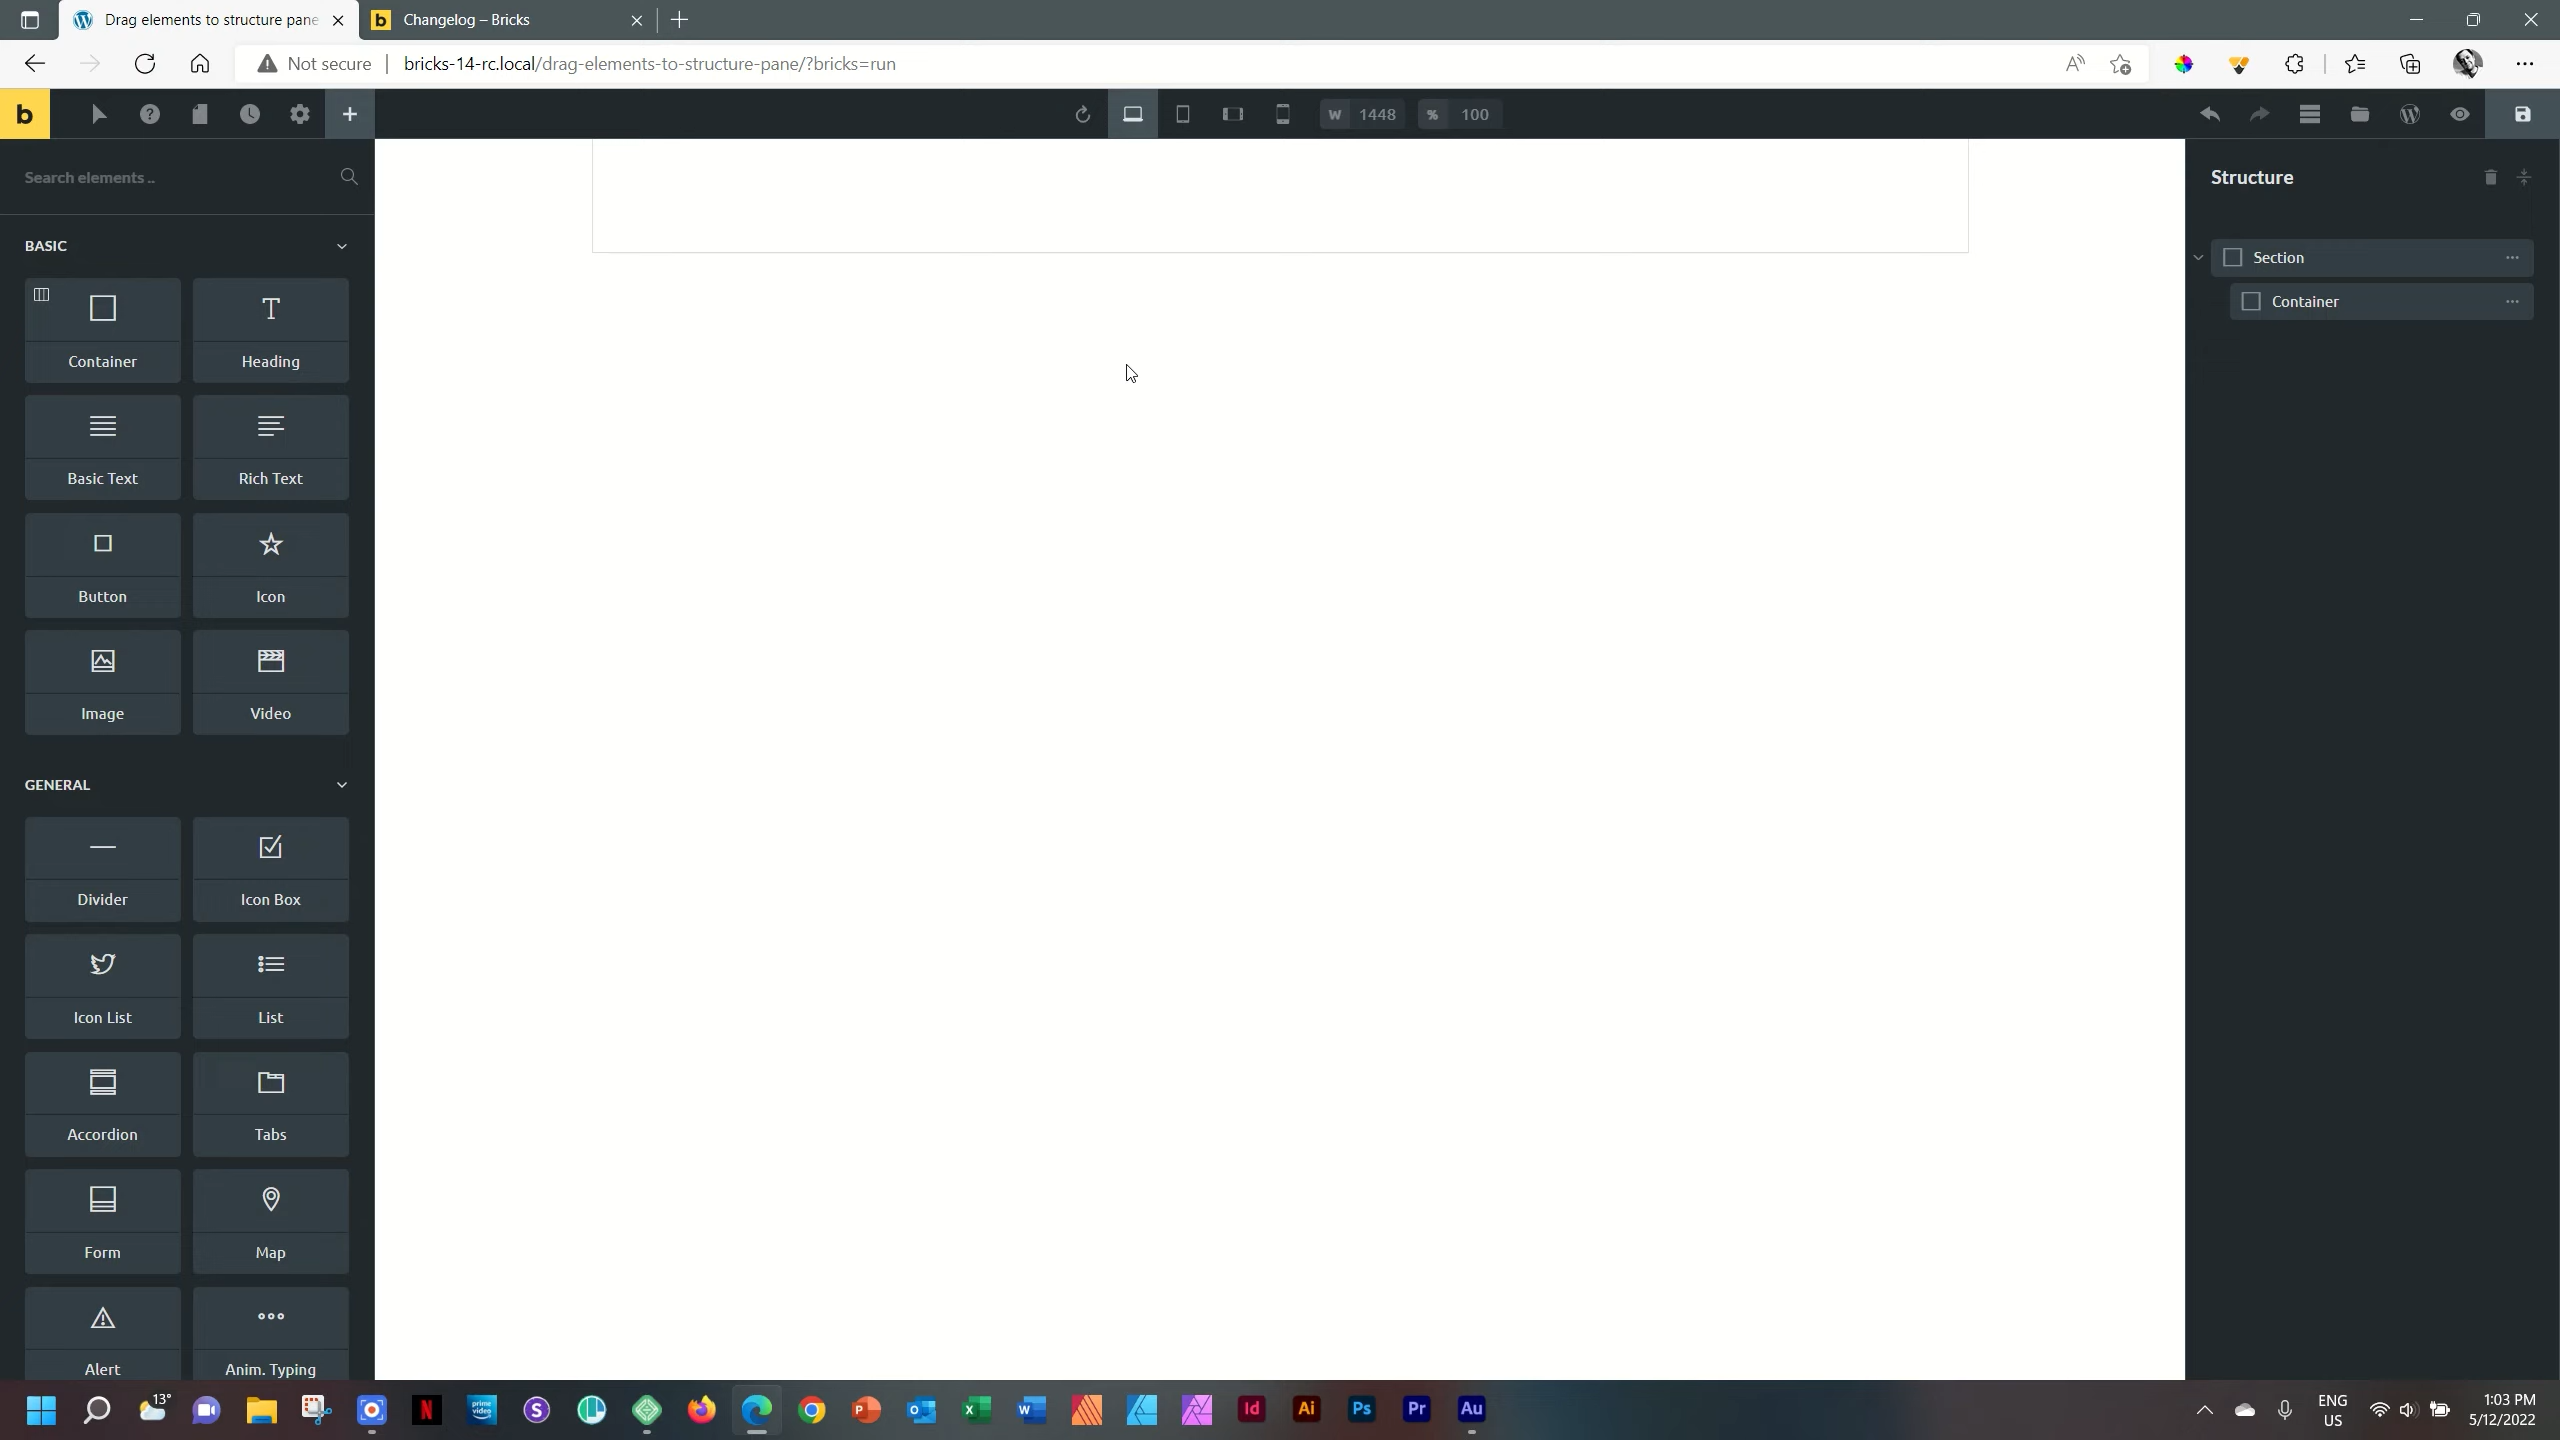 Drag elements to structure pane
Changelog – Bricks
Not secure
bricks-14-rc.local/drag-elements-to-structure-pane/?bricks=run
b
W 1448 % 100
Search elements ..
Structure
BASIC
Section
Container
Container
Heading
Basic Text
Rich Text
Button
Icon
Image
Video
GENERAL
Divider
Icon Box
Icon List
List
Accordion
Tabs
Form
Map
Alert
Anim. Typing
13°
prime video
ENG
US
1:03 PM
5/12/2022